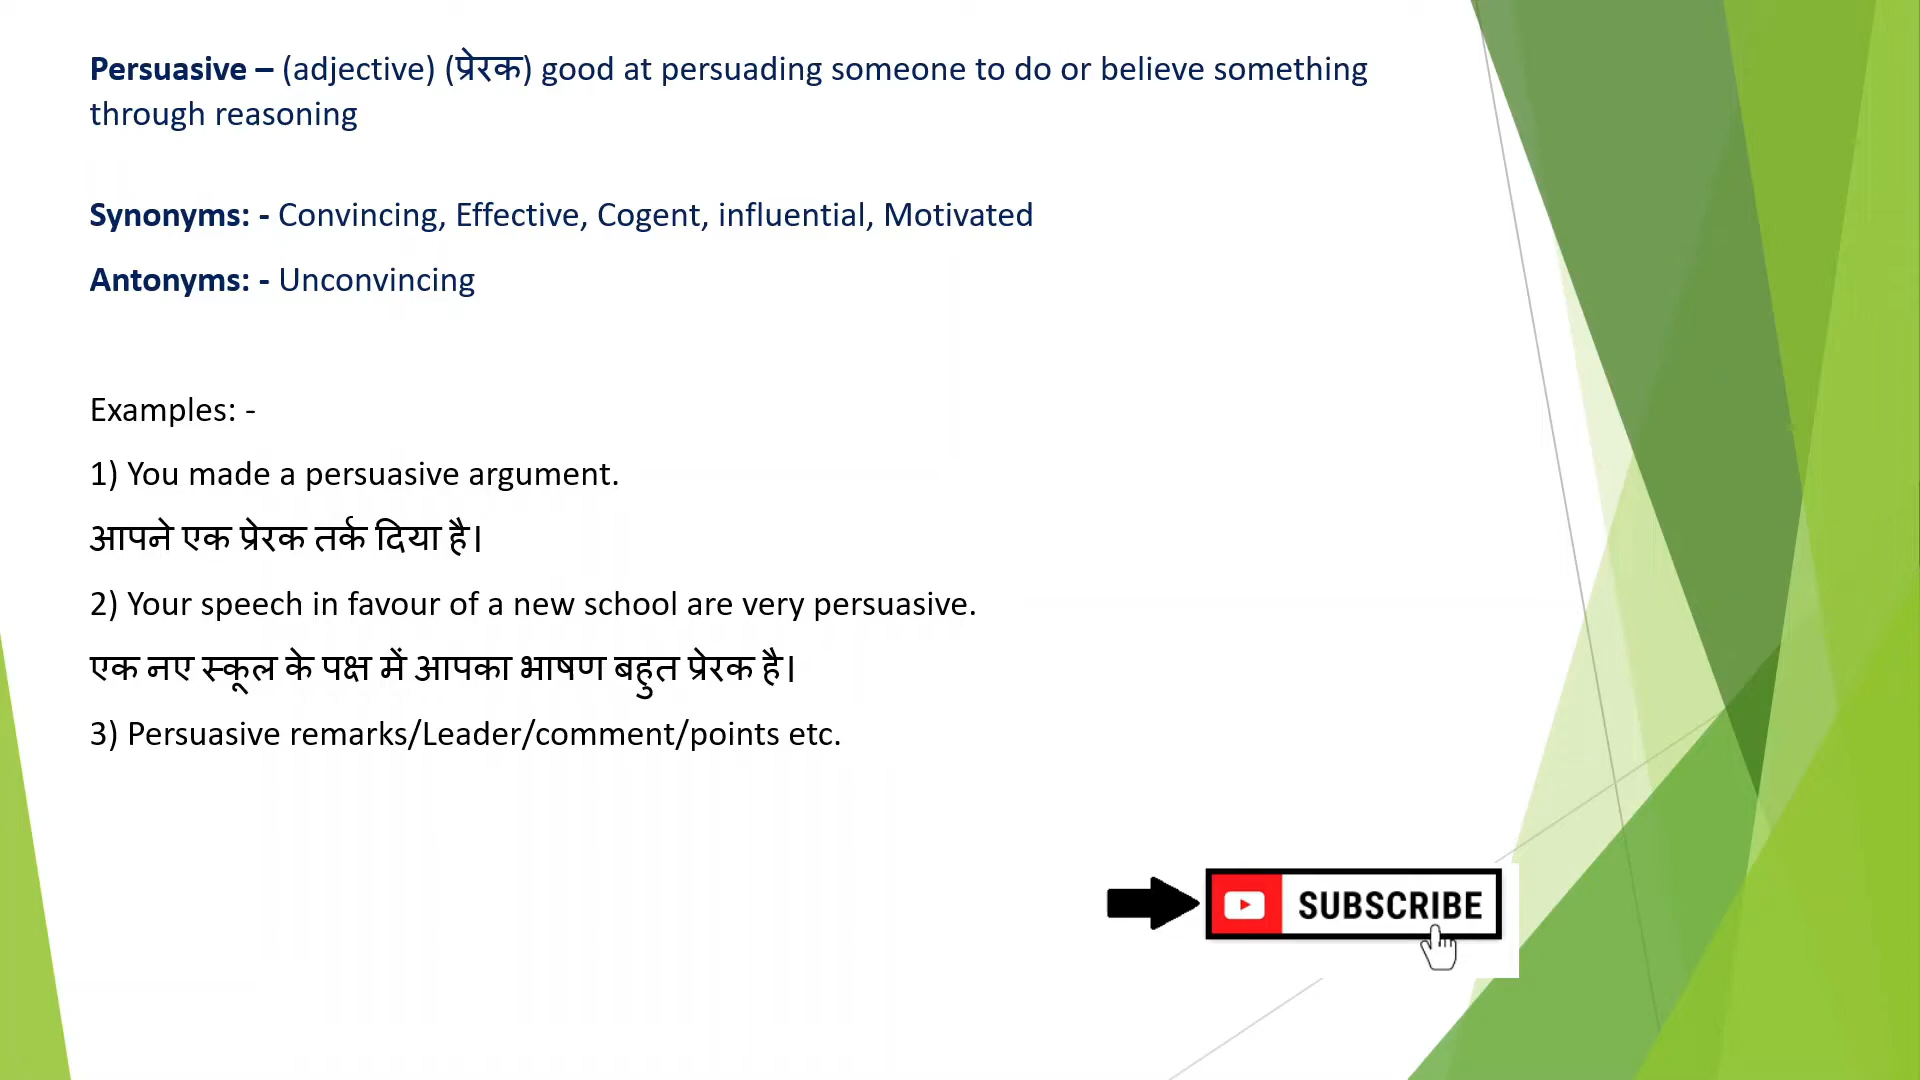 Persuasive – (adjective) (प्रेरक) good at persuading someone to do or believe something
through reasoning
Synonyms: - Convincing, Effective, Cogent, influential, Motivated
Antonyms: - Unconvincing
Examples: -
1) You made a persuasive argument.
आपने एक प्रेरक तर्क दिया है।
2) Your speech in favour of a new school are very persuasive.
एक नए स्कूल के पक्ष में आपका भाषण बहुत प्रेरक है।
3) Persuasive remarks/Leader/comment/points etc.
SUBSCRIBE